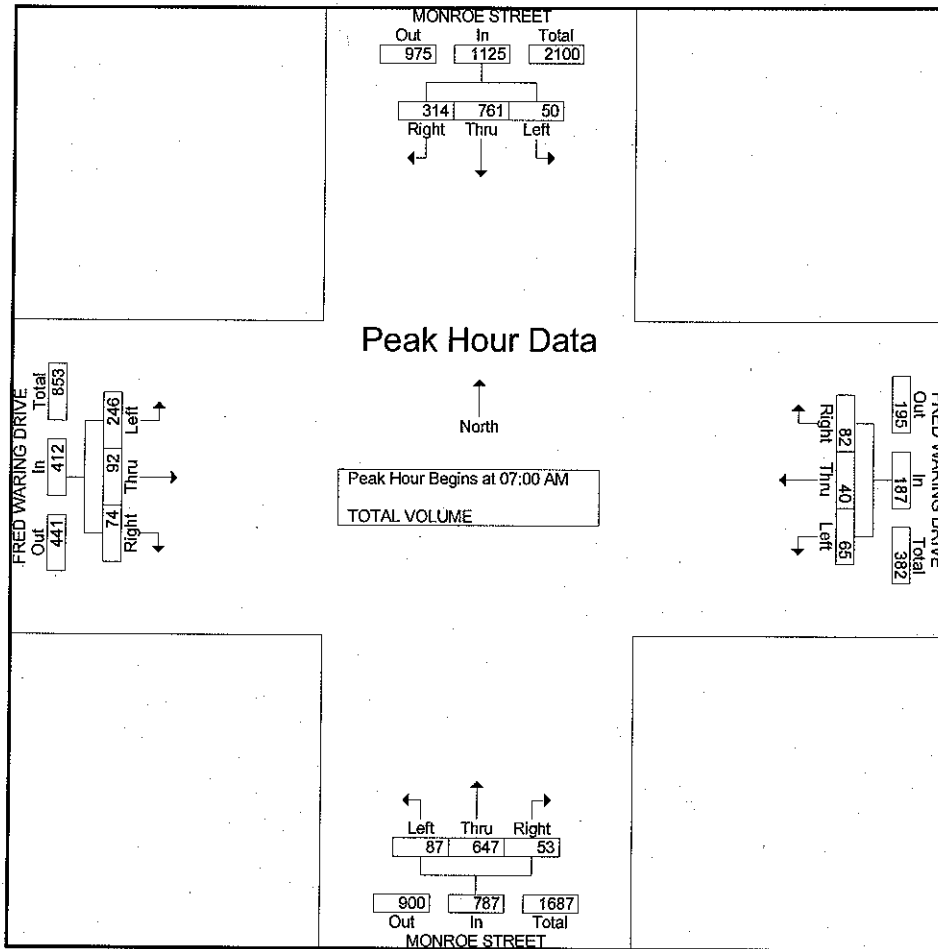 MONROE STREET
Out In Total
975 1125 2100
314 761 50
Right Thru Left
Peak Hour Data
North
Peak Hour Begins at 07:00 AM
TOTAL VOLUME
FRED WARING DRIVE
Total In Out
853 412 441
246 92 74
Left Thru Right
FRED WARING DRIVE
Out In Total
195 187 382
82 40 65
Right Thru Left
Left Thru Right
87 647 53
900 787 1687
Out In Total
MONROE STREET